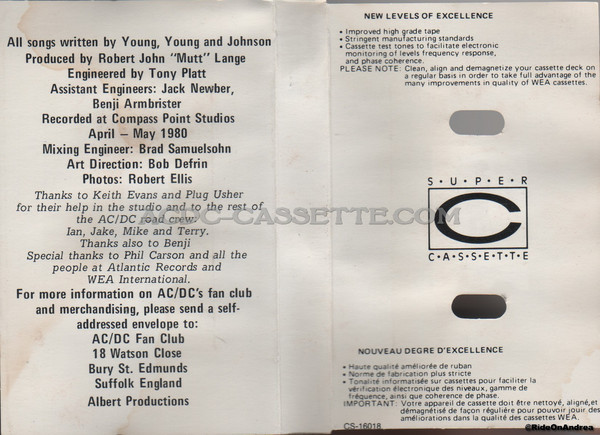 All songs written by Young, Young and Johnson
Produced by Robert John "Mutt" Lange
Engineered by Tony Platt
Assistant Engineers: Jack Newber,
Benji Armbrister
Recorded at Compass Point Studios
April – May 1980
Mixing Engineer: Brad Samuelsohn
Art Direction: Bob Defrin
Photos: Robert Ellis
Thanks to Keith Evans and Plug Usher
for their help in the studio and to the rest of
the AC/DC road crew.
Ian, Jake, Mike and Terry.
Thanks also to Benji
Special thanks to Phil Carson and all the
people at Atlantic Records and
WEA International.
For more information on AC/DC's fan club
and merchandising, please send a self-
addressed envelope to:
AC/DC Fan Club
18 Watson Close
Bury St. Edmunds
Suffolk England
Albert Productions
NEW LEVELS OF EXCELLENCE
• Improved high grade tape
• Stringent manufacturing standards
• Cassette test tones to facilitate electronic
monitoring of levels frequency response,
and phase coherence.
PLEASE NOTE: Clean, align and demagnetize your cassette deck on
a regular basis in order to take full advantage of the
many improvements in quality of WEA cassettes.
S•U•P•E•R
C
C•A•S•S•E•T•T•E
NOUVEAU DEGRE D'EXCELLENCE
• Haute qualité améliorée de ruban
• Norme de fabrication plus stricte
• Tonalité informatisée sur cassettes pour faciliter la
vérification électronique des niveaux, gamme de
fréquence, ainsi que cohérence de phase.
IMPORTANT: Votre appareil de cassette doit être nettoyé, aligné, et
démagnétisé de façon régulière pour pouvoir jouir des
améliorations dans la qualité des cassettes WEA.
CS-16018
ACDC-CASSETTE.COM
©RideOnAndrea